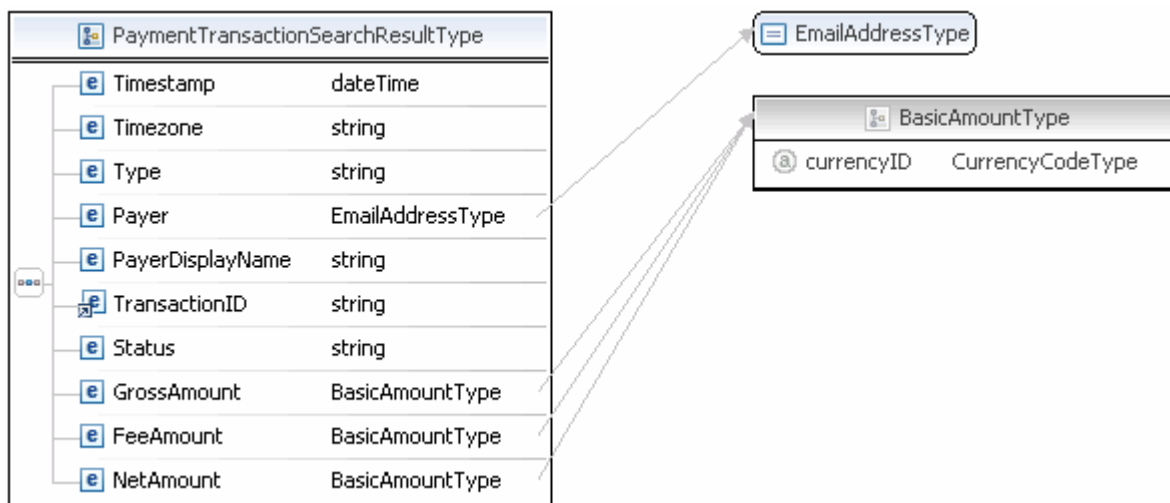 PaymentTransactionSearchResultType
Timestamp dateTime
Timezone string
Type string
Payer EmailAddressType
PayerDisplayName string
TransactionID string
Status string
GrossAmount BasicAmountType
FeeAmount BasicAmountType
NetAmount BasicAmountType
EmailAddressType
BasicAmountType
currencyID CurrencyCodeType